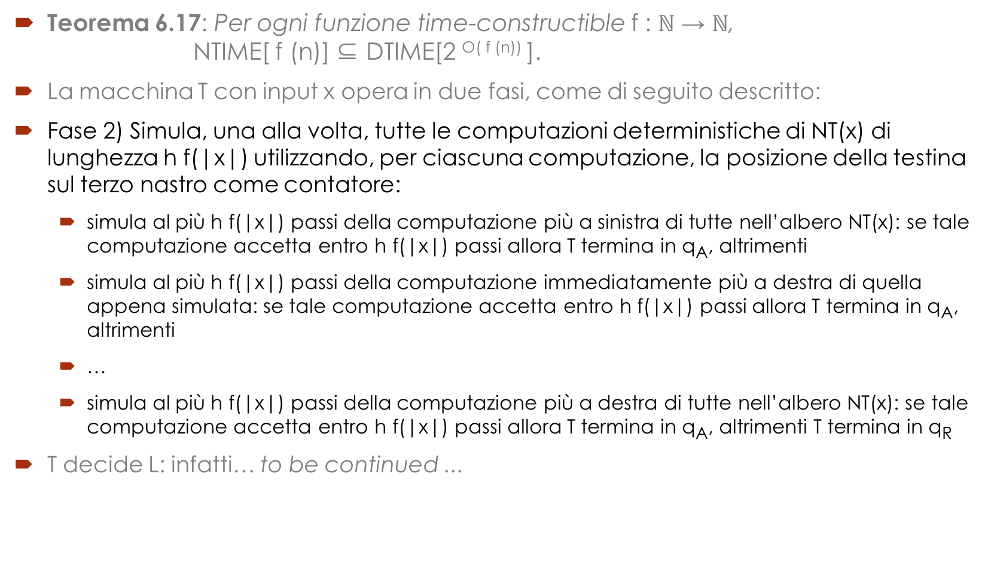 Teorema 6.17: Per ogni funzione time-constructible f : ℕ → ℕ,
NTIME[ f (n)] ⊆ DTIME[2 O( f (n)) ].
La macchina T con input x opera in due fasi, come di seguito descritto:
Fase 2) Simula, una alla volta, tutte le computazioni deterministiche di NT(x) di
lunghezza h f(|x|) utilizzando, per ciascuna computazione, la posizione della testina
sul terzo nastro come contatore:
simula al più h f(|x|) passi della computazione più a sinistra di tutte nell’albero NT(x): se tale
computazione accetta entro h f(|x|) passi allora T termina in qA, altrimenti
simula al più h f(|x|) passi della computazione immediatamente più a destra di quella
appena simulata: se tale computazione accetta entro h f(|x|) passi allora T termina in qA,
altrimenti
…
simula al più h f(|x|) passi della computazione più a destra di tutte nell’albero NT(x): se tale
computazione accetta entro h f(|x|) passi allora T termina in qA, altrimenti T termina in qR
T decide L: infatti… to be continued ...